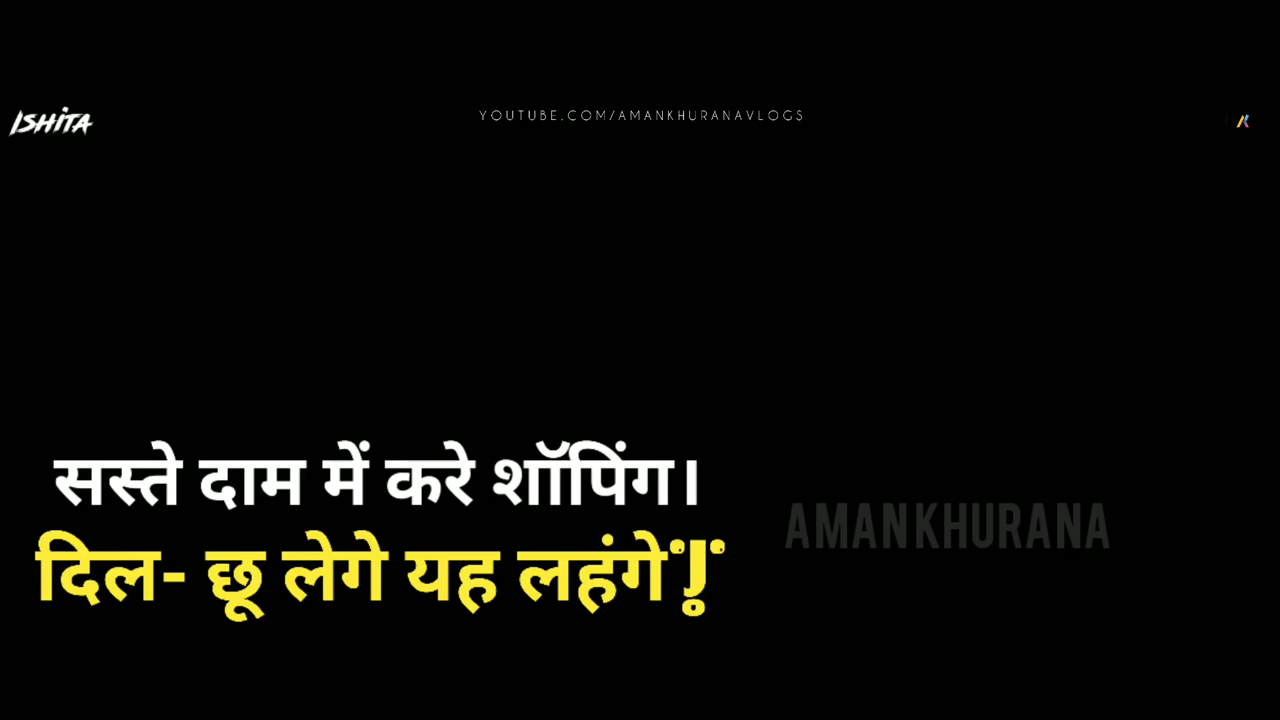 ISHITA
YOUTUBE.COM/AMANKHURANAVLOGS
सस्ते दाम में करे शॉपिंग।
दिल- छू लेगे यह लहंगे!
AMANKHURANA